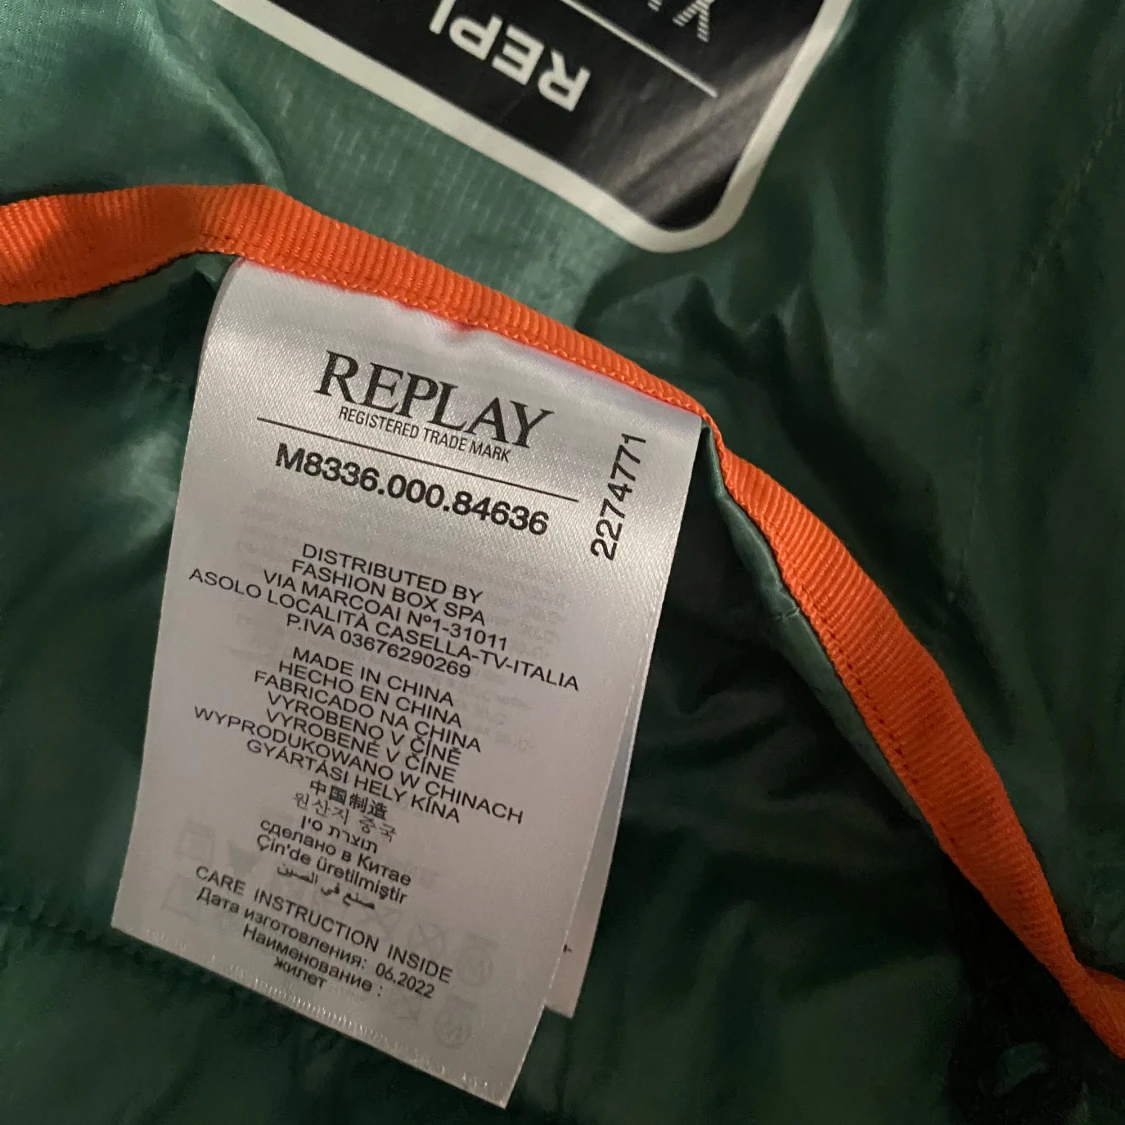 REPL
REPLAY
REGISTERED TRADE MARK
M8336.000.84636
2274771
DISTRIBUTED BY
FASHION BOX SPA
VIA MARCOAI Nº1-31011
ASOLO LOCALITÀ CASELLA-TV-ITALIA
P.IVA 03676290269
MADE IN CHINA
HECHO EN CHINA
FABRICADO NA CHINA
VYROBENO V ČÍNĚ
VYROBENÉ V ČÍNE
WYPRODUKOWANO W CHINACH
GYÁRTÁSI HELY KÍNA
中国制造
원산지 중국
תוצרת סין
сделано в Китае
Çin'de üretilmiştir
صنع في الصين
CARE INSTRUCTION INSIDE
Дата изготовления: 06.2022
Наименование :
жилет